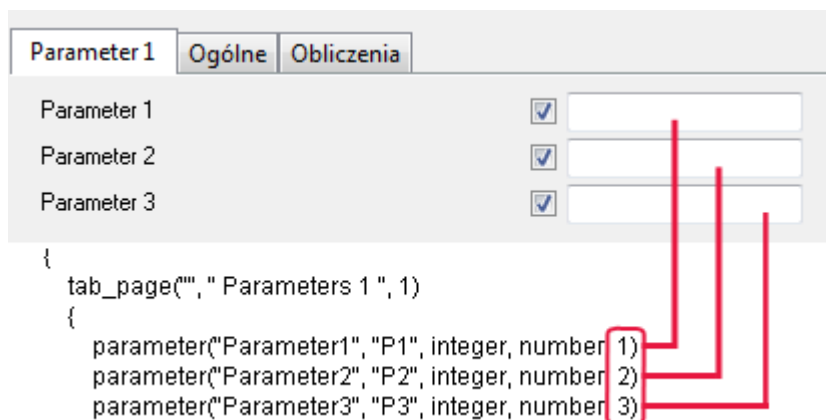 Parameter 1 Ogólne Obliczenia
Parameter 1
Parameter 2
Parameter 3
{
tab_page("", " Parameters 1 ", 1)
{
parameter("Parameter1", "P1", integer, number 1)
parameter("Parameter2", "P2", integer, number 2)
parameter("Parameter3", "P3", integer, number 3)